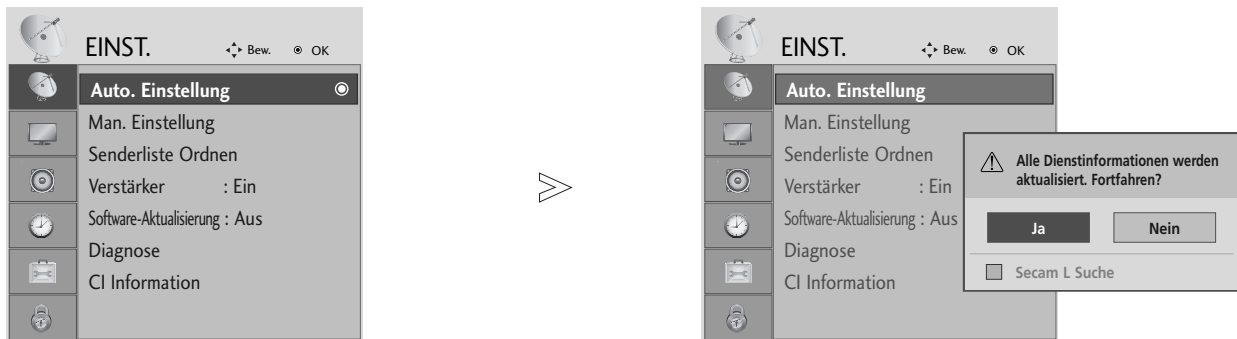 EINST. Bew. OK
Auto. Einstellung
Man. Einstellung
Senderliste Ordnen
Verstärker : Ein
Software-Aktualisierung : Aus
Diagnose
CI Information
EINST. Bew. OK
Auto. Einstellung
Man. Einstellung
Senderliste Ordnen
Verstärker : Ein
Software-Aktualisierung : Aus
Diagnose
CI Information
Alle Dienstinformationen werden
aktualisiert. Fortfahren?
Ja Nein
Secam L Suche